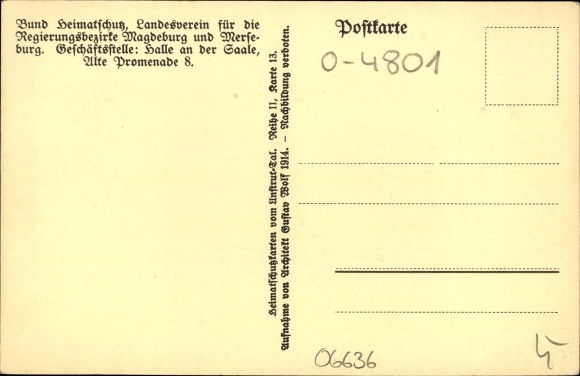 Bund Heimatschutz, Landesverein für die
Regierungsbezirke Magdeburg und Merse-
burg. Geschäftsstelle: Halle an der Saale,
Alte Promenade 8.
Heimatschutzkarten vom Unstrut-Tal. Reihe II, Karte 13.
Aufnahme von Architekt Gustav Wolf 1914. – Nachbildung verboten.
Postkarte
O-4801
06636